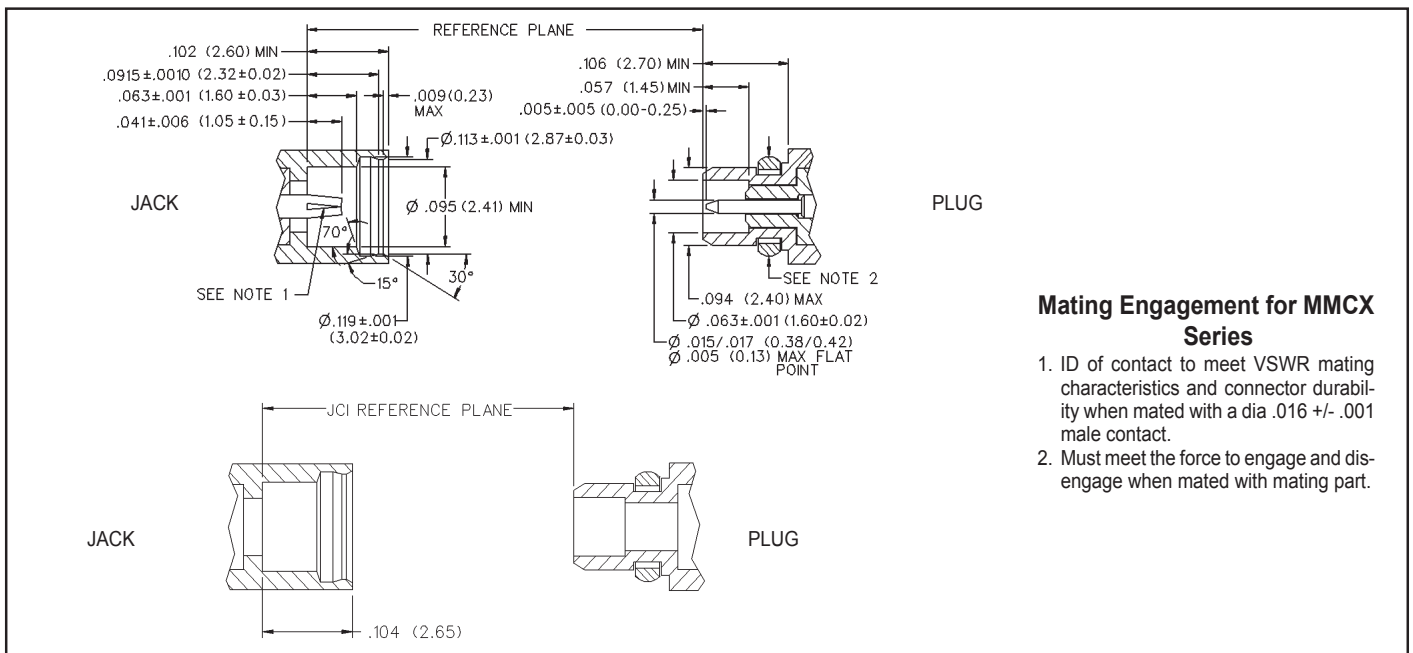 REFERENCE PLANE
.102 (2.60) MIN
.0915±.0010 (2.32±0.02)
.063±.001 (1.60 ±0.03)
.041±.006 (1.05 ± 0.15)
.009(0.23)
MAX
Ø.113±.001 (2.87±0.03)
JACK
Ø .095 (2.41) MIN
70°
15°
30°
SEE NOTE 1
Ø.119±.001
(3.02±0.02)
.106 (2.70) MIN
.057 (1.45) MIN
.005±.005 (0.00-0.25)
PLUG
SEE NOTE 2
.094 (2.40) MAX
Ø .063±.001 (1.60±0.02)
Ø .015/.017 (0.38/0.42)
Ø .005 (0.13) MAX FLAT
POINT
Mating Engagement for MMCX
Series
1. ID of contact to meet VSWR mating
characteristics and connector durabil-
ity when mated with a dia .016 +/- .001
male contact.
2. Must meet the force to engage and dis-
engage when mated with mating part.
JCI REFERENCE PLANE
JACK
PLUG
.104 (2.65)